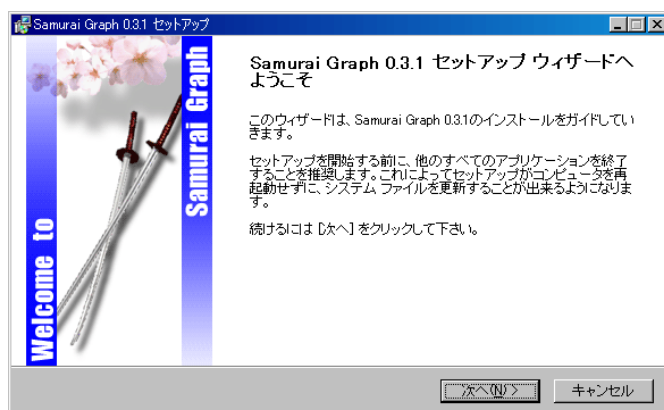 Samurai Graph 0.3.1 セットアップ
Welcome to
Samurai Graph
Samurai Graph 0.3.1 セットアップ ウィザードへ
ようこそ
このウィザードは、Samurai Graph 0.3.1のインストールをガイドしてい
きます。
セットアップを開始する前に、他のすべてのアプリケーションを終了
することを推奨します。これによってセットアップがコンピュータを再
起動せずに、システム ファイルを更新することが出来るようになりま
す。
続けるには [次へ] をクリックして下さい。
次へ(N) >
キャンセル